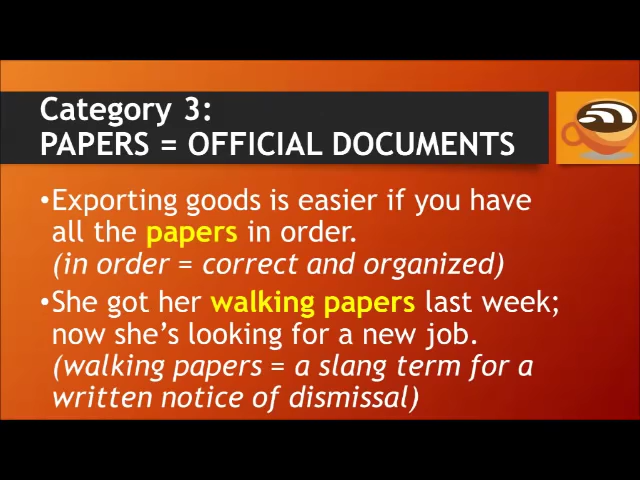 Category 3:
PAPERS = OFFICIAL DOCUMENTS
•Exporting goods is easier if you have
all the papers in order.
(in order = correct and organized)
•She got her walking papers last week;
now she's looking for a new job.
(walking papers = a slang term for a
written notice of dismissal)